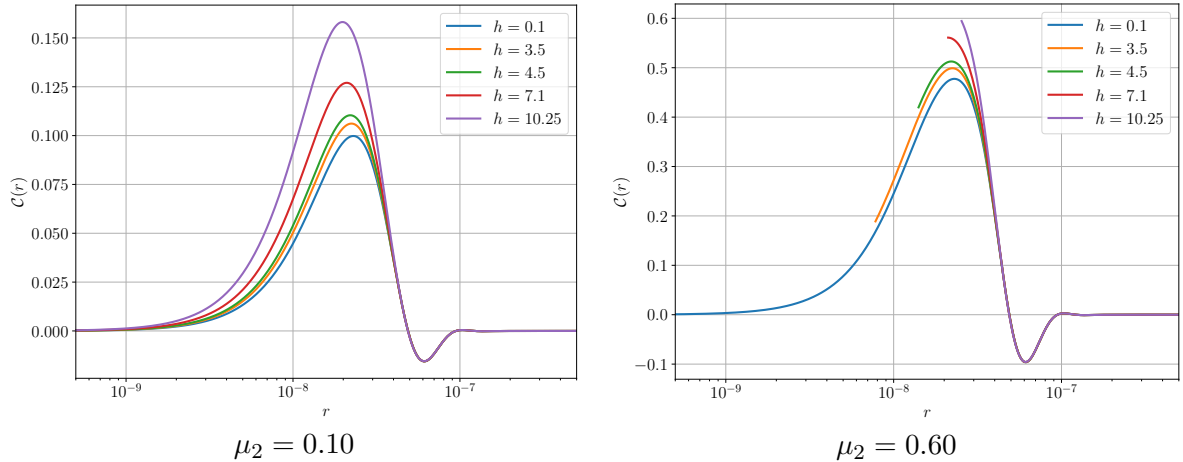 0.150
0.125
0.100
0.075
0.050
0.025
0.000
C(r)
h = 0.1
h = 3.5
h = 4.5
h = 7.1
h = 10.25
10⁻⁹ 10⁻⁸ 10⁻⁷
r
μ₂ = 0.10
0.6
0.5
0.4
0.3
0.2
0.1
0.0
−0.1
C(r)
h = 0.1
h = 3.5
h = 4.5
h = 7.1
h = 10.25
10⁻⁹ 10⁻⁸ 10⁻⁷
r
μ₂ = 0.60